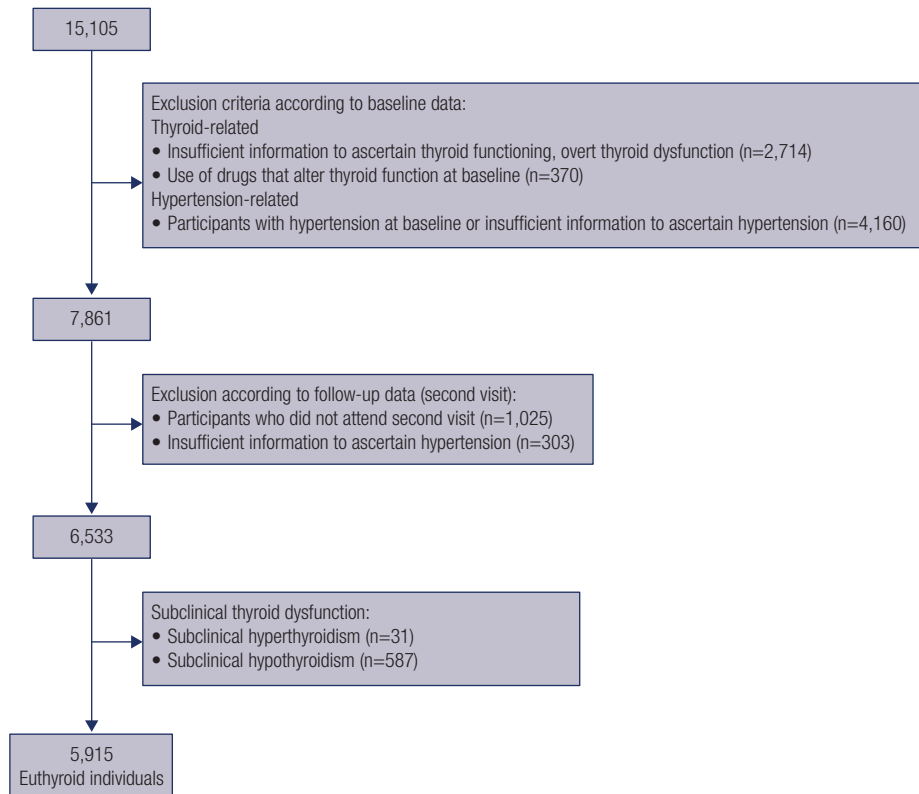 15,105
Exclusion criteria according to baseline data:
Thyroid-related
• Insufficient information to ascertain thyroid functioning, overt thyroid dysfunction (n=2,714)
• Use of drugs that alter thyroid function at baseline (n=370)
Hypertension-related
• Participants with hypertension at baseline or insufficient information to ascertain hypertension (n=4,160)
7,861
Exclusion according to follow-up data (second visit):
• Participants who did not attend second visit (n=1,025)
• Insufficient information to ascertain hypertension (n=303)
6,533
Subclinical thyroid dysfunction:
• Subclinical hyperthyroidism (n=31)
• Subclinical hypothyroidism (n=587)
5,915
Euthyroid individuals